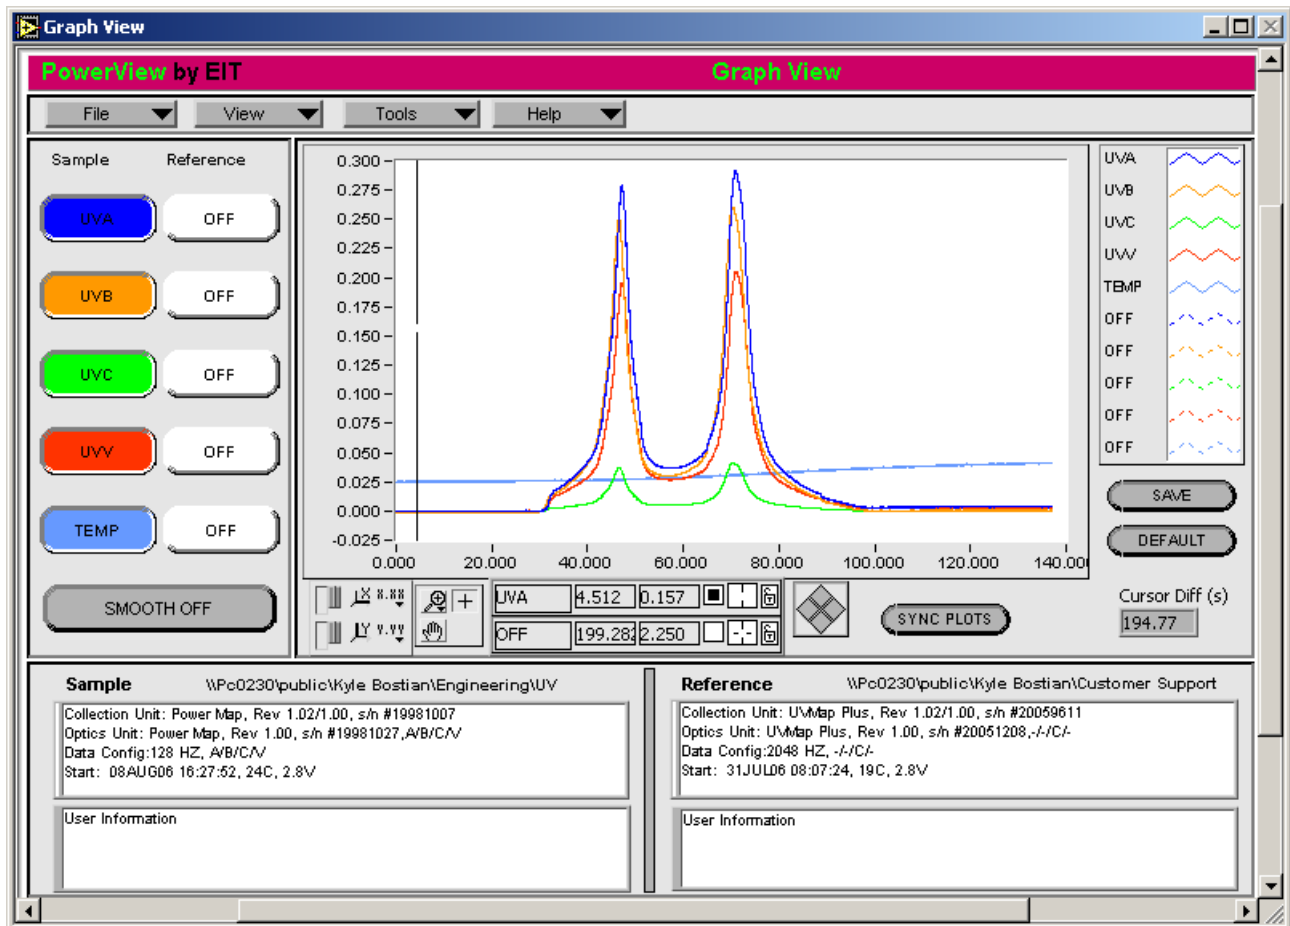 Graph View
PowerView by EIT Graph View
File View Tools Help
Sample Reference
UVA OFF
UVB OFF
UVC OFF
UVV OFF
TEMP OFF
SMOOTH OFF
0.300
0.275
0.250
0.225
0.200
0.175
0.150
0.125
0.100
0.075
0.050
0.025
0.000
-0.025
0.000 20.000 40.000 60.000 80.000 100.000 120.000 140.00
UVA
UVB
UVC
UVV
TEMP
OFF
OFF
OFF
OFF
OFF
SAVE
DEFAULT
X 8.88
Y 9.99
UVA 4.512 0.157
OFF 199.282 2.250
SYNC PLOTS
Cursor Diff (s)
194.77
Sample \\Pc0230\public\Kyle Bostian\Engineering\UV
Collection Unit: Power Map, Rev 1.02/1.00, s/n #19981007
Optics Unit: Power Map, Rev 1.00, s/n #19981027,A/B/C/V
Data Config:128 HZ, A/B/C/V
Start: 08AUG06 16:27:52, 24C, 2.8V
User Information
Reference \\Pc0230\public\Kyle Bostian\Customer Support
Collection Unit: UVMap Plus, Rev 1.02/1.00, s/n #20059611
Optics Unit: UVMap Plus, Rev 1.00, s/n #20051208,-/-/C/-
Data Config:2048 HZ, -/-/C/-
Start: 31JUL06 08:07:24, 19C, 2.8V
User Information